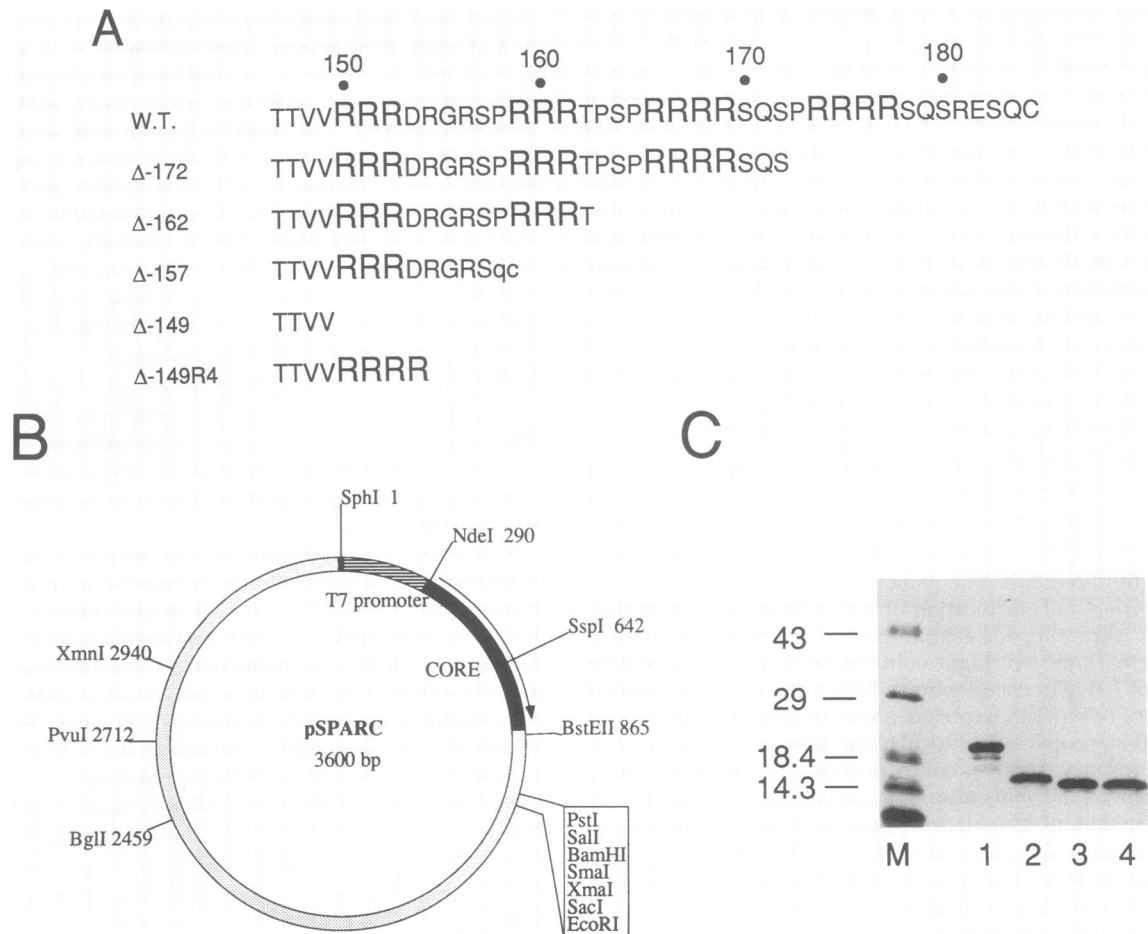 A
150 160 170 180
W.T. TTVVRRRDRGRSPRRRTPSPRRRRSQSPRRRRSQSRESQC
Δ-172 TTVVRRRDRGRSPRRRTPSPRRRRSQS
Δ-162 TTVVRRRDRGRSPRRRT
Δ-157 TTVVRRRDRGRSqc
Δ-149 TTVV
Δ-149R4 TTVVRRRR
B
SphI 1
NdeI 290
T7 promoter
SspI 642
CORE
BstEII 865
XmnI 2940
PvuI 2712
pSPARC
3600 bp
BglI 2459
PstI
SalI
BamHI
SmaI
XmaI
SacI
EcoRI
C
43
29
18.4
14.3
M 1 2 3 4